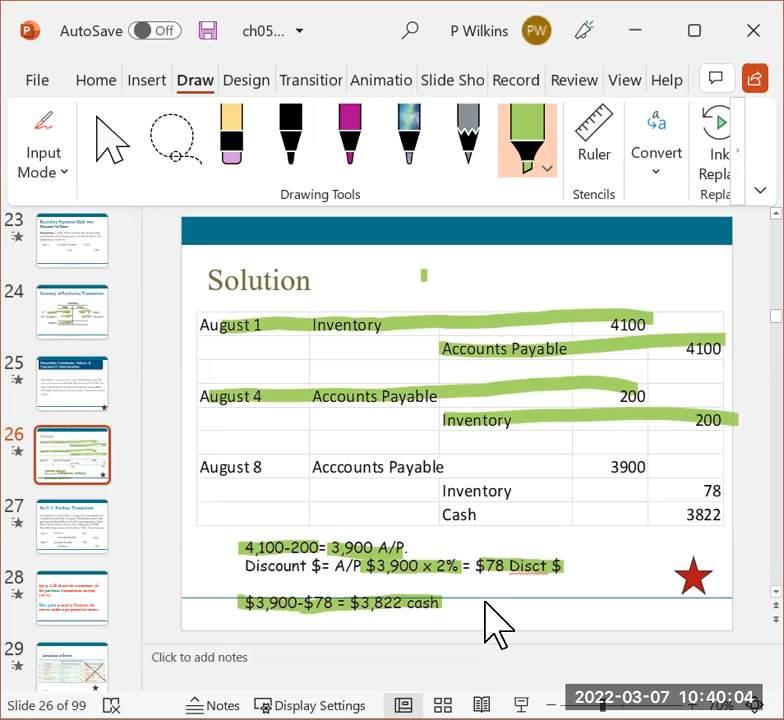 AutoSave Off ch05... P Wilkins PW
File Home Insert Draw Design Transition Animatio Slide Sho Record Review View Help
Input Mode
Ruler
Convert
Ink
Repla
Drawing Tools
Stencils
Repla
23
24
25
26
27
28
29
Solution
August 1 Inventory 4100
Accounts Payable 4100
August 4 Accounts Payable 200
Inventory 200
August 8 Acccounts Payable 3900
Inventory 78
Cash 3822
4,100-200= 3,900 A/P.
Discount $= A/P $3,900 x 2% = $78 Disct $
$3,900-$78 = $3,822 cash
Click to add notes
2022-03-07 10:40:04
Slide 26 of 99 Notes Display Settings 70%